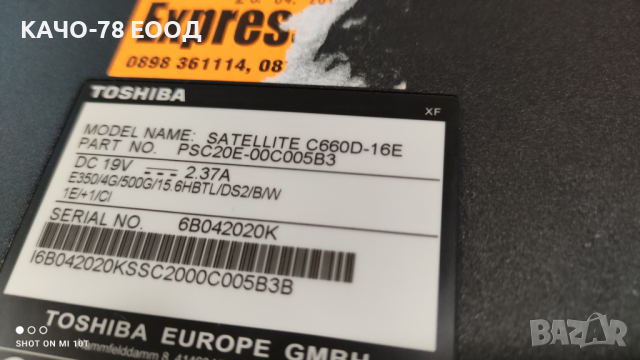 КАЧО-78 ЕООД
Express
0898 361114, 08
TOSHIBA
XF
MODEL NAME: SATELLITE C660D-16E
PART NO. PSC20E-00C005B3
DC 19V 2.37A
E350/4G/500G/15.6HBTL/DS2/B/W
1E/+1/CI
SERIAL NO. 6B042020K
I6B042020KSSC2000C005B3B
TOSHIBA EUROPE GMBH
SHOT ON MI 10T
BAZAR